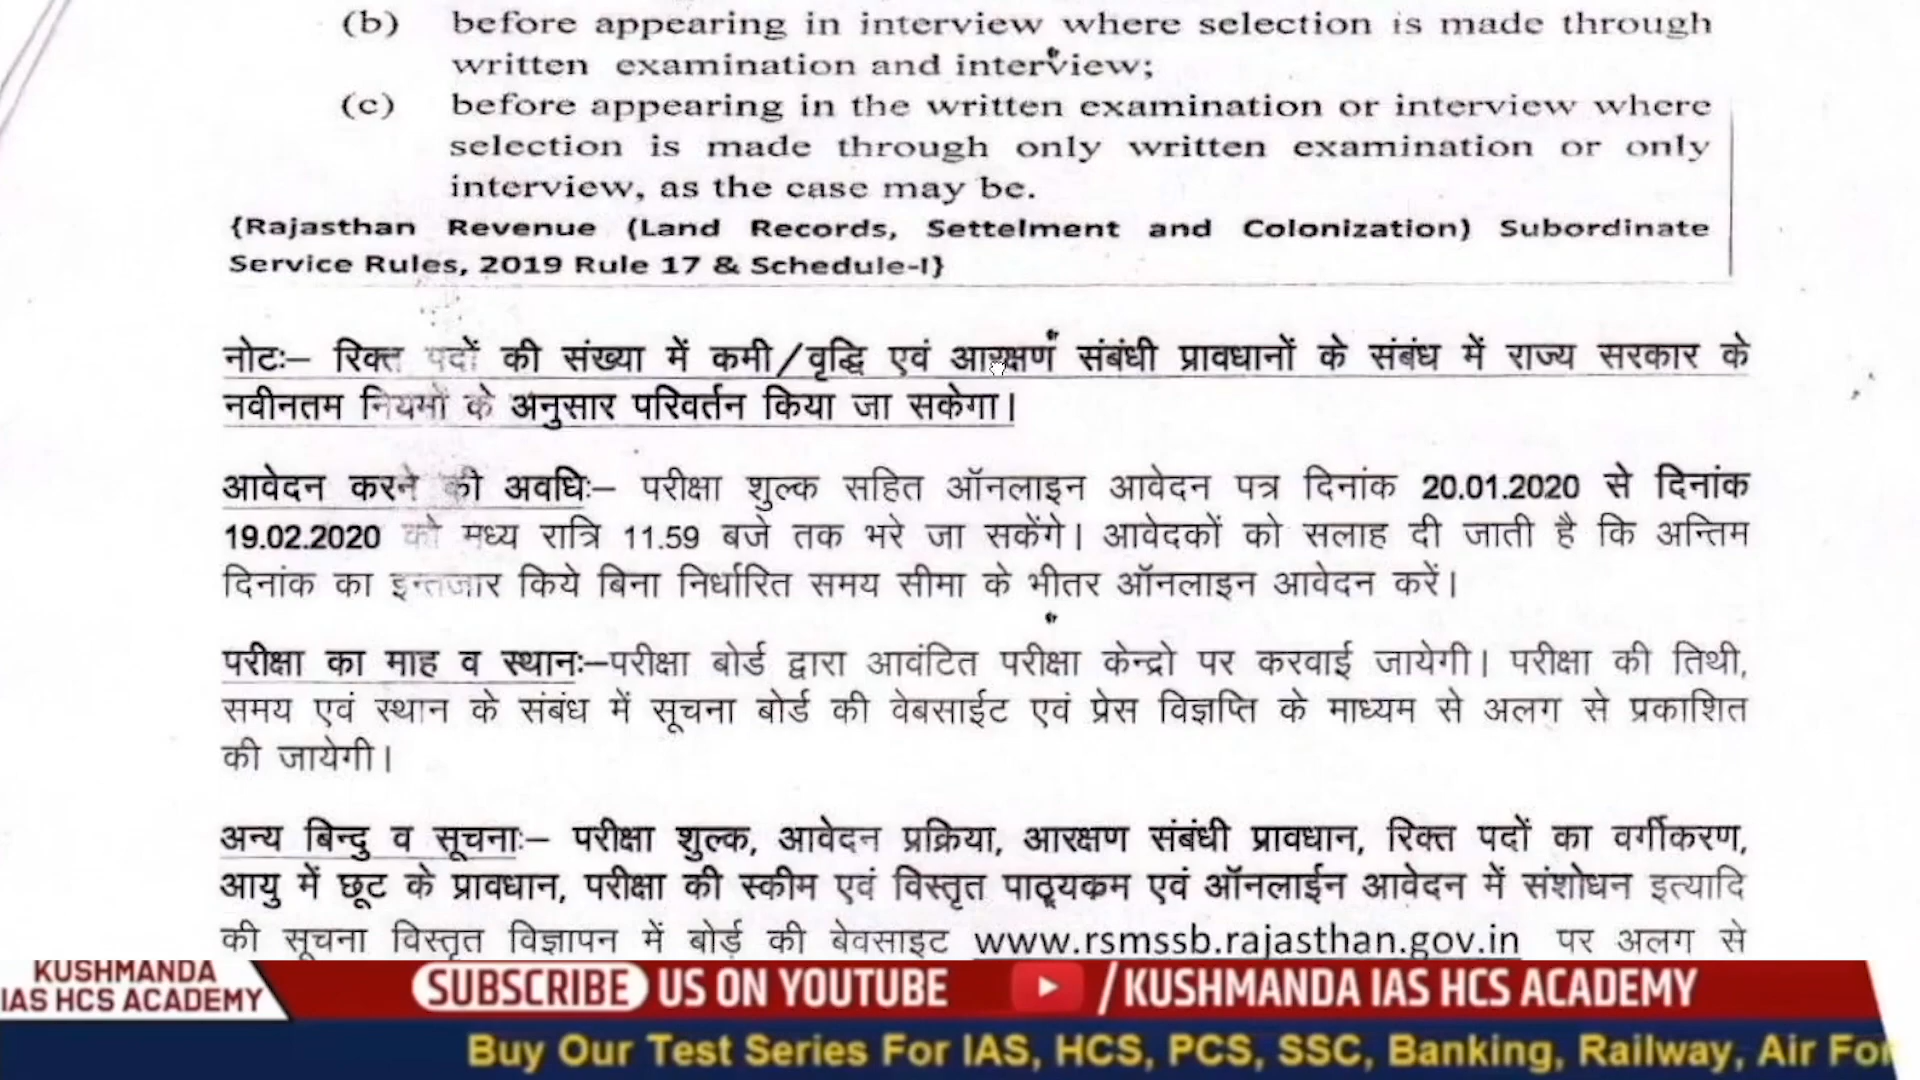 (b) before appearing in interview where selection is made through
written examination and interview;
(c) before appearing in the written examination or interview where
selection is made through only written examination or only
interview, as the case may be.
{Rajasthan Revenue (Land Records, Settelment and Colonization) Subordinate
Service Rules, 2019 Rule 17 & Schedule-I}
नोटः– रिक्त पदों की संख्या में कमी/वृद्धि एवं आरक्षण संबंधी प्रावधानों के संबंध में राज्य सरकार के
नवीनतम नियमों के अनुसार परिवर्तन किया जा सकेगा।
आवेदन करने की अवधिः– परीक्षा शुल्क सहित ऑनलाइन आवेदन पत्र दिनांक 20.01.2020 से दिनांक
19.02.2020 को मध्य रात्रि 11.59 बजे तक भरे जा सकेंगे। आवेदकों को सलाह दी जाती है कि अन्तिम
दिनांक का इन्तजार किये बिना निर्धारित समय सीमा के भीतर ऑनलाइन आवेदन करें।
परीक्षा का माह व स्थानः–परीक्षा बोर्ड द्वारा आवंटित परीक्षा केन्द्रो पर करवाई जायेगी। परीक्षा की तिथी,
समय एवं स्थान के संबंध में सूचना बोर्ड की वेबसाईट एवं प्रेस विज्ञप्ति के माध्यम से अलग से प्रकाशित
की जायेगी।
अन्य बिन्दु व सूचनाः– परीक्षा शुल्क, आवेदन प्रक्रिया, आरक्षण संबंधी प्रावधान, रिक्त पदों का वर्गीकरण,
आयु में छूट के प्रावधान, परीक्षा की स्कीम एवं विस्तृत पाठ्यक्रम एवं ऑनलाईन आवेदन में संशोधन इत्यादि
की सूचना विस्तृत विज्ञापन में बोर्ड की बेवसाइट www.rsmssb.rajasthan.gov.in पर अलग से
KUSHMANDA
IAS HCS ACADEMY
SUBSCRIBE US ON YOUTUBE /KUSHMANDA IAS HCS ACADEMY
Buy Our Test Series For IAS, HCS, PCS, SSC, Banking, Railway, Air For